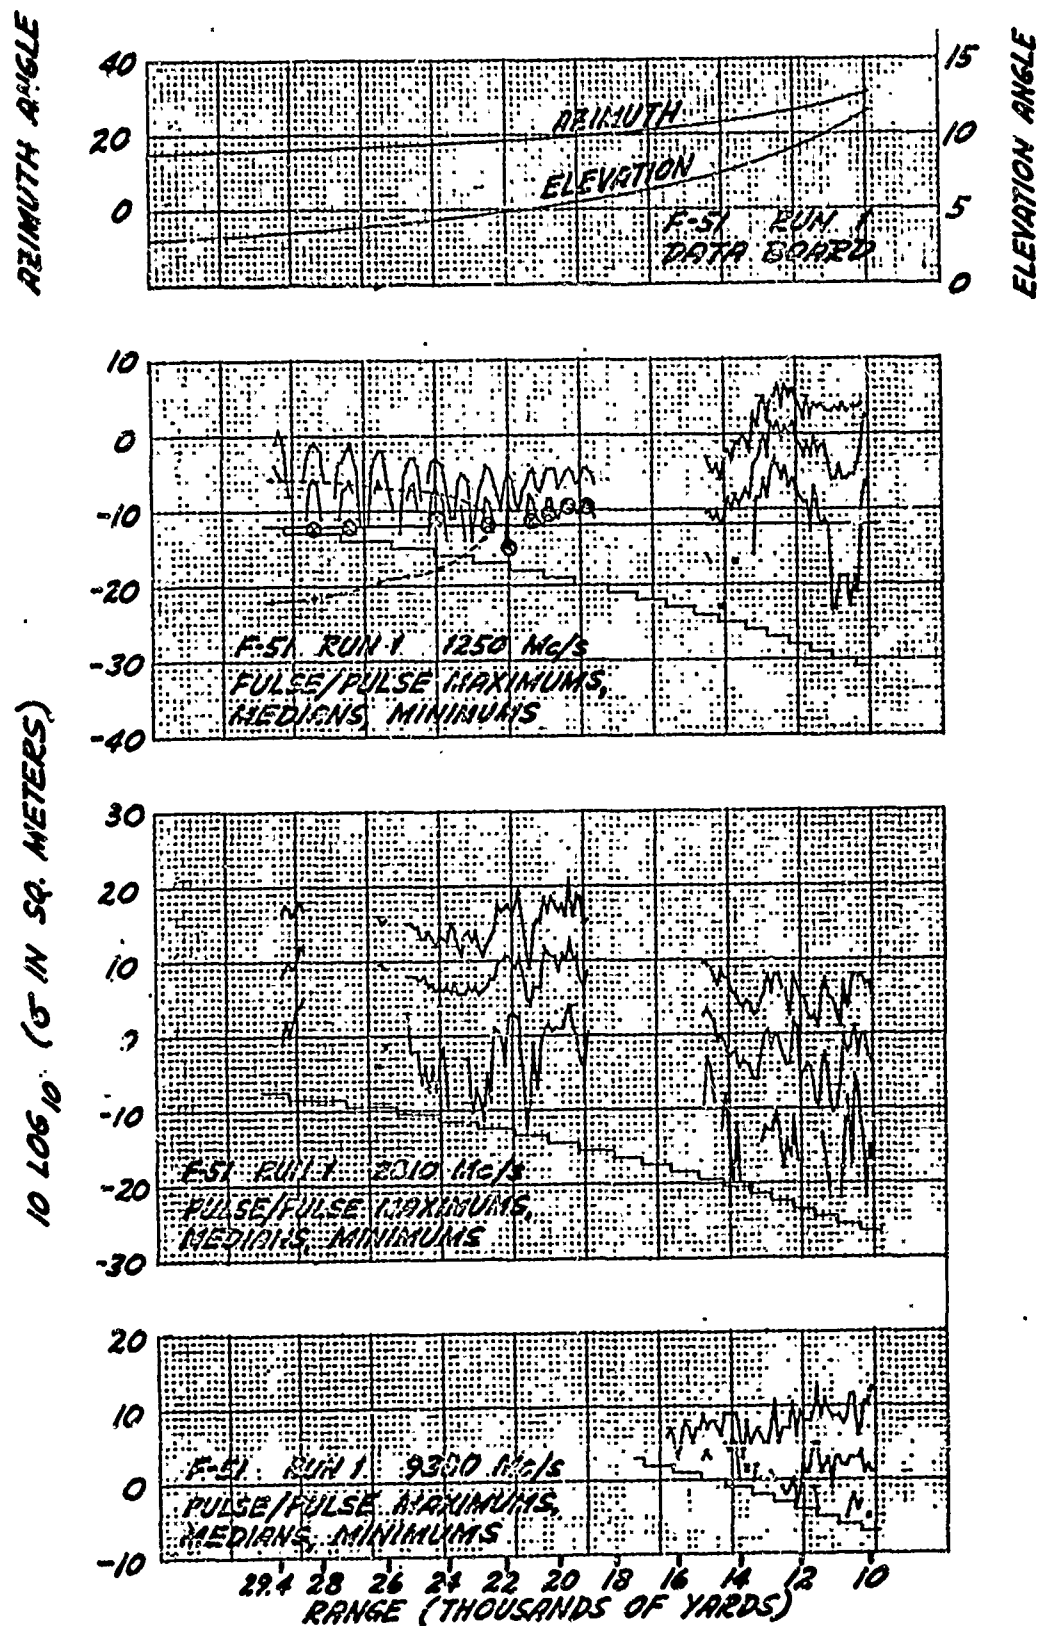 AZIMUTH ANGLE
40
20
0
15
10
5
0
ELEVATION ANGLE
AZIMUTH
ELEVATION
F-51 RUN 1
DATA BOARD
10
0
-10
-20
-30
-40
F-51 RUN 1 1250 Mc/s
PULSE/PULSE MAXIMUMS,
MEDIANS, MINIMUMS
10 LOG10 (σ IN SQ. METERS)
30
20
10
0
-10
-20
-30
F-51 RUN 1 2810 Mc/s
PULSE/PULSE MAXIMUMS,
MEDIANS, MINIMUMS
20
10
0
-10
F-51 RUN 1 9300 Mc/s
PULSE/PULSE MAXIMUMS,
MEDIANS, MINIMUMS
29.4 28 26 24 22 20 18 16 14 12 10
RANGE (THOUSANDS OF YARDS)